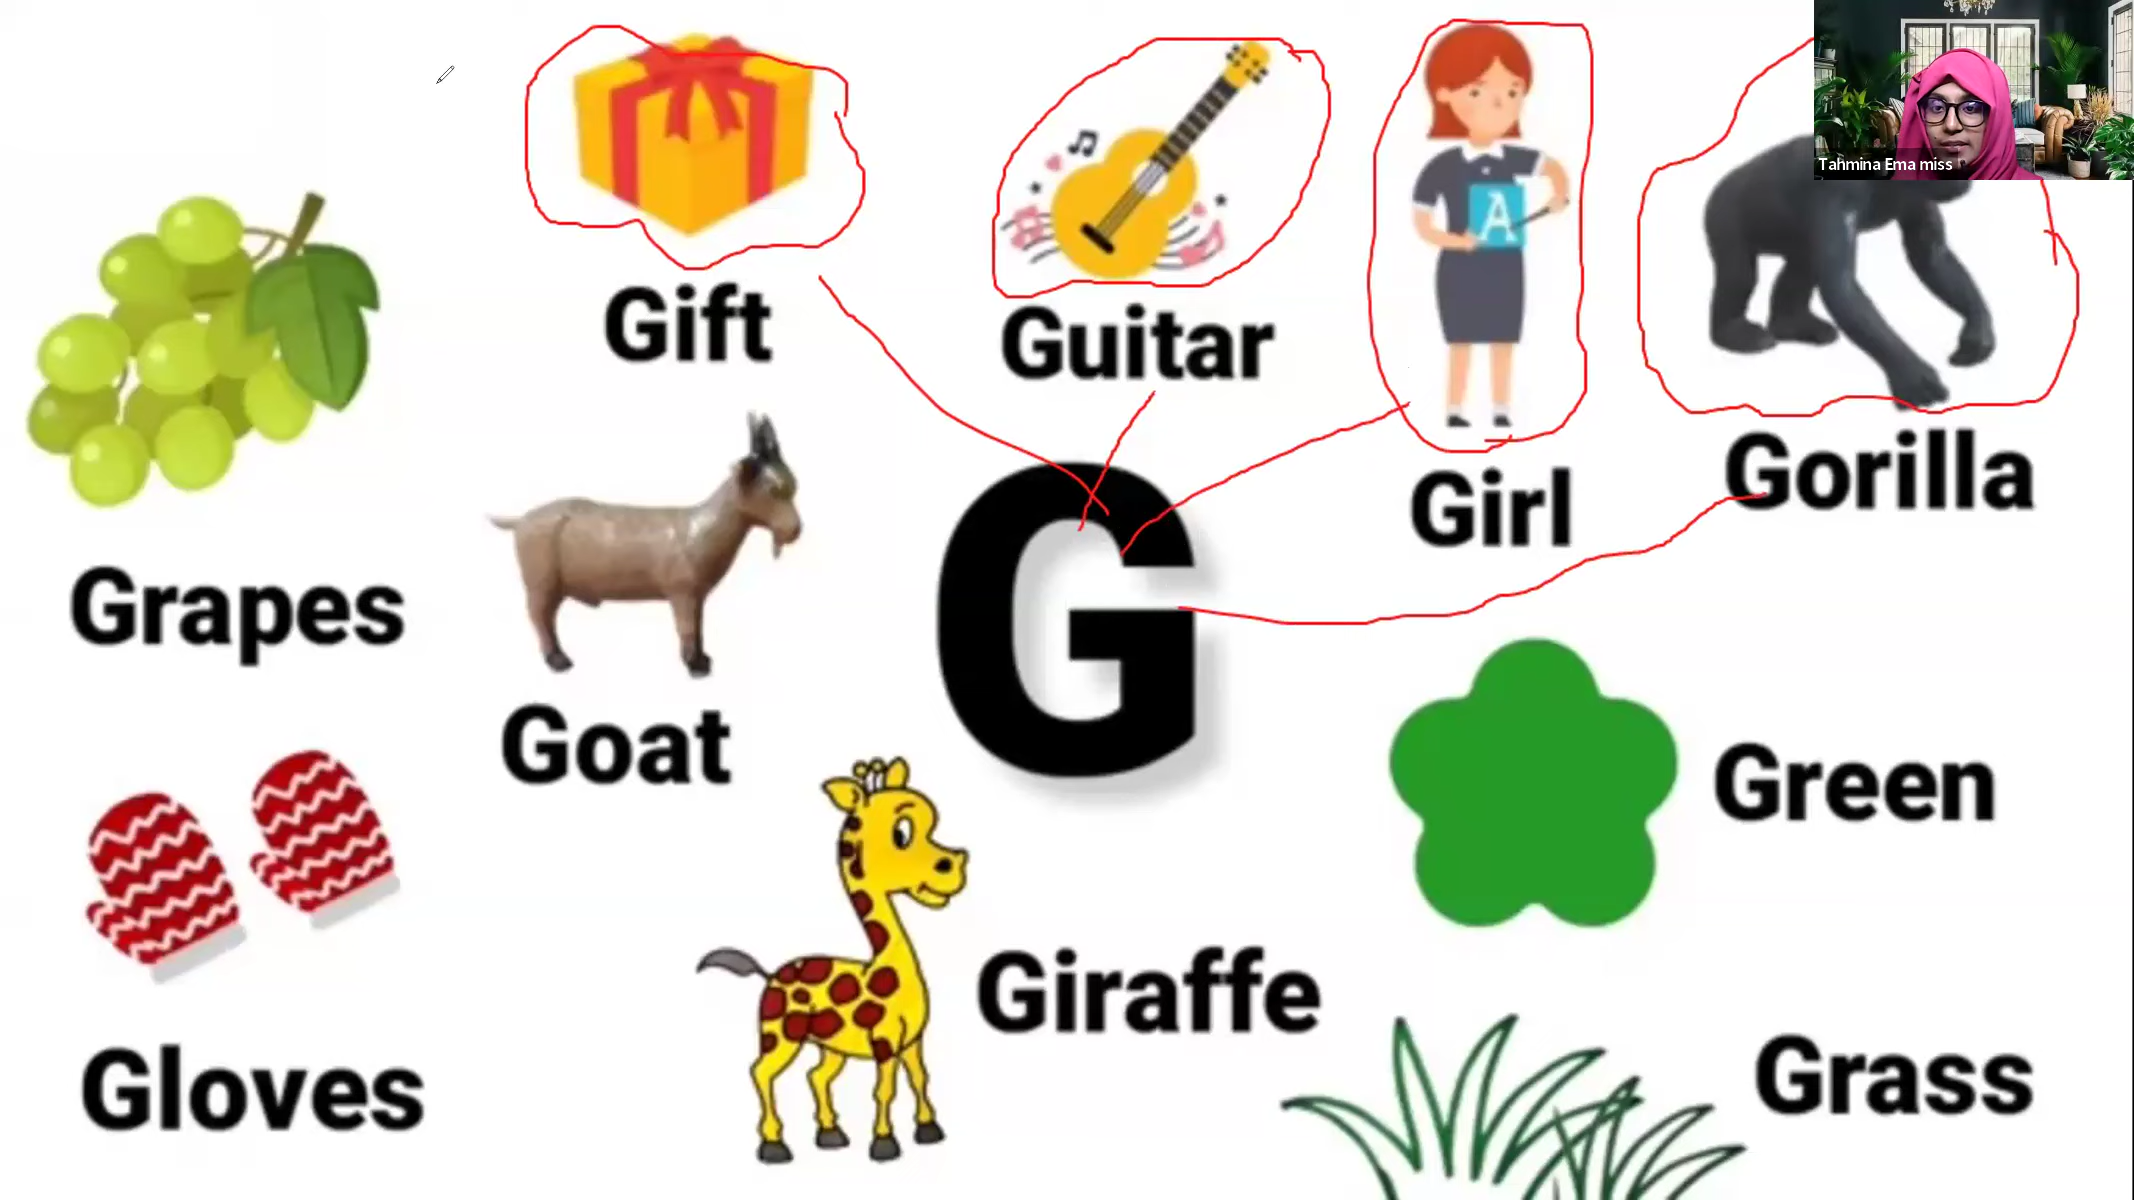 Tahmina Ema miss
A
Gift
Guitar
Girl
Gorilla
Grapes
Goat
G
Green
Giraffe
Gloves
Grass